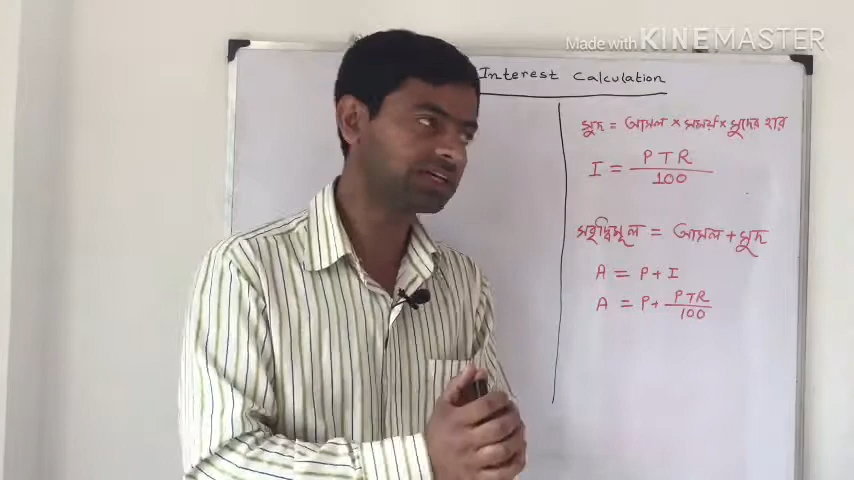 Made with KINEMASTER
Interest Calculation
সুদ = আসল × সময় × সুদের হার
I = PTR/100
সবৃদ্ধিমূল = আসল + সুদ
A = P + I
A = P + PTR/100